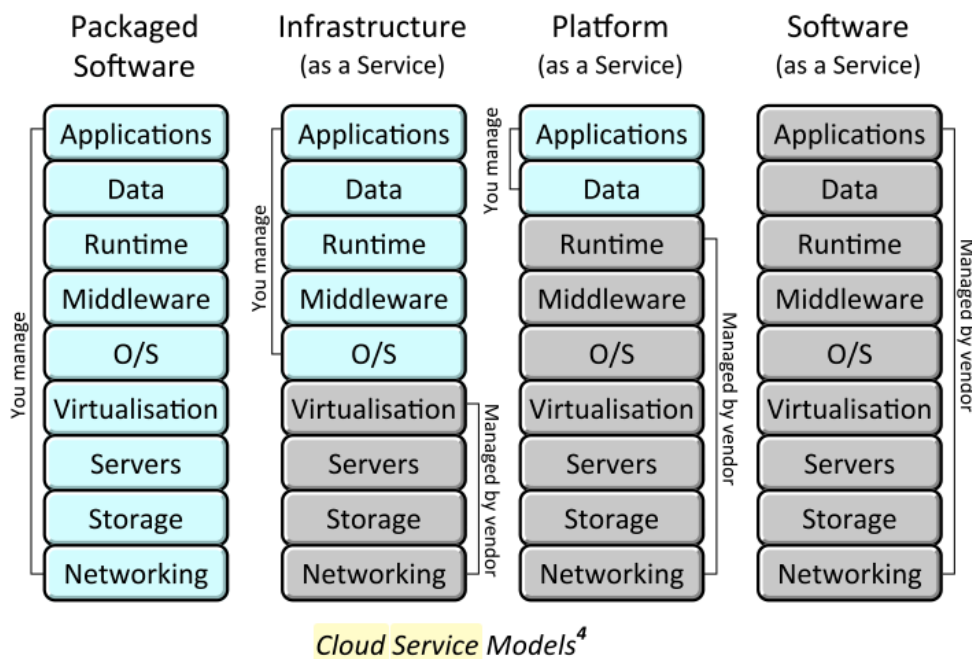 Packaged
Software
Applications
Data
Runtime
Middleware
O/S
Virtualisation
Servers
Storage
Networking
You manage
Infrastructure
(as a Service)
Applications
Data
Runtime
Middleware
O/S
Virtualisation
Servers
Storage
Networking
You manage
Managed by vendor
Platform
(as a Service)
Applications
Data
Runtime
Middleware
O/S
Virtualisation
Servers
Storage
Networking
You manage
Managed by vendor
Software
(as a Service)
Applications
Data
Runtime
Middleware
O/S
Virtualisation
Servers
Storage
Networking
Managed by vendor
Cloud Service Models⁴